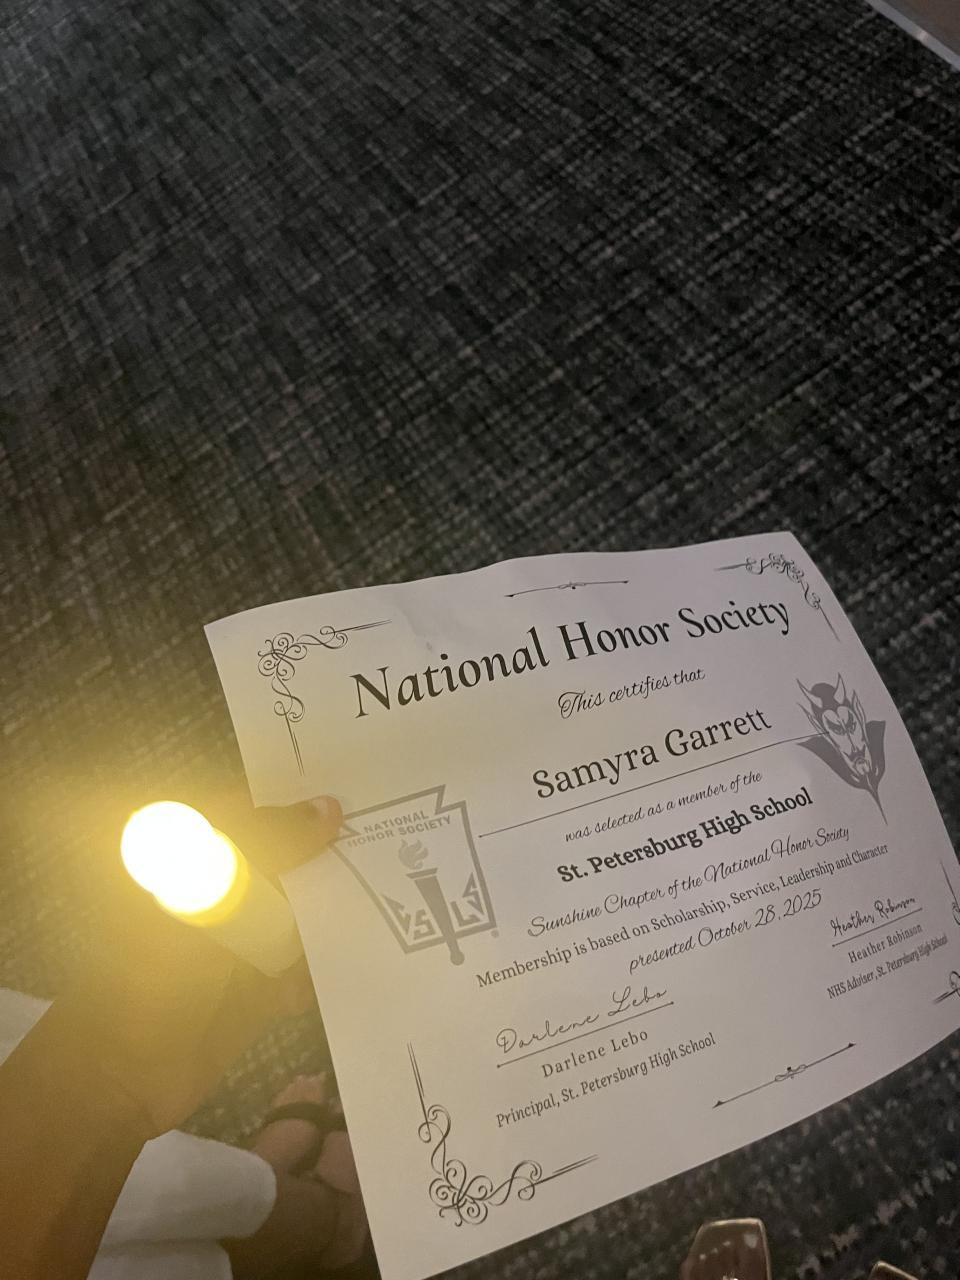 National Honor Society
This certifies that
Samyra Garrett
was selected as a member of the
St. Petersburg High School
Sunshine Chapter of the National Honor Society
Membership is based on Scholarship, Service, Leadership and Character
presented October 28, 2025
NATIONAL
HONOR SOCIETY
C S L S
®
Darlene Lebo
Darlene Lebo
Principal, St. Petersburg High School
Heather Robinson
Heather Robinson
NHS Adviser, St. Petersburg High School